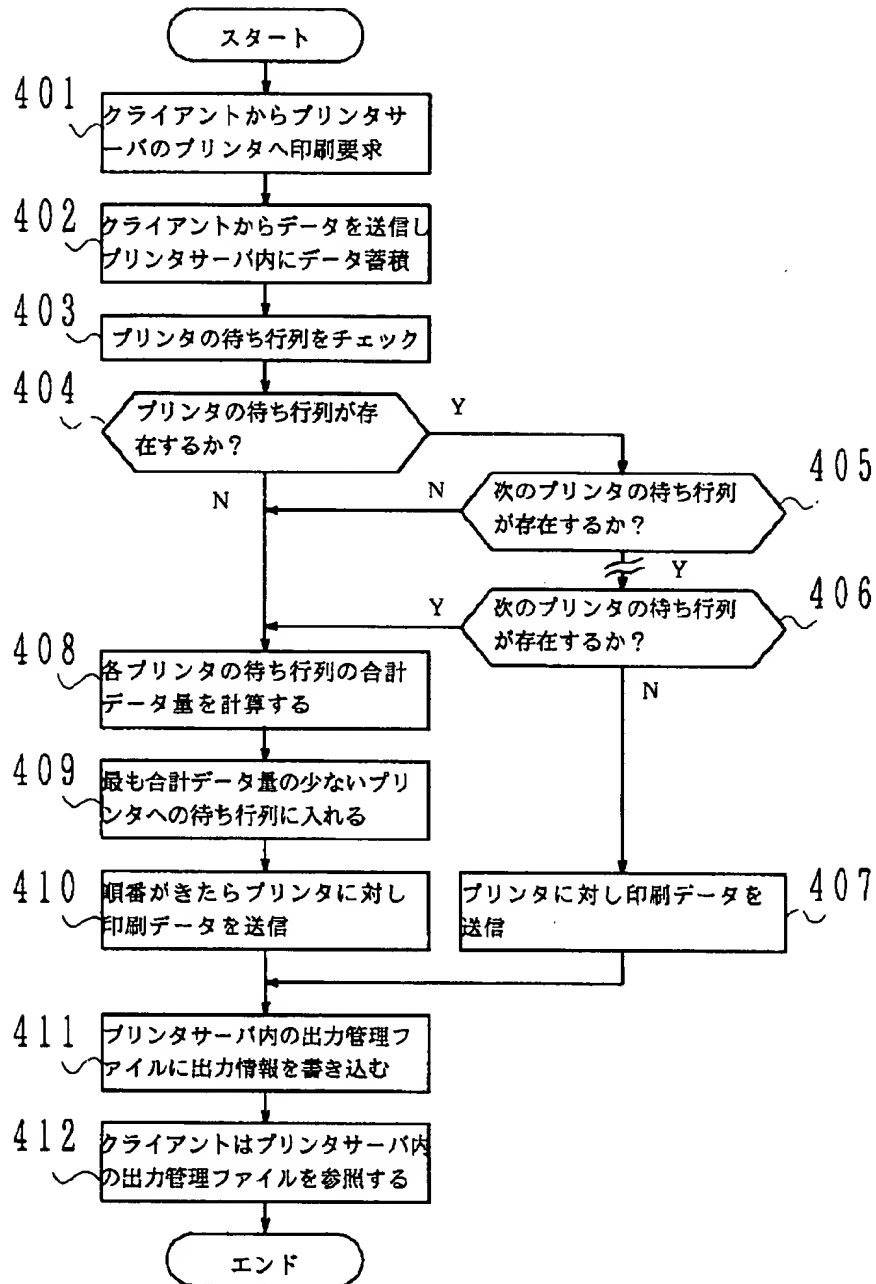 スタート
401
クライアントからプリンタサ
ーバのプリンタへ印刷要求
402
クライアントからデータを送信し
プリンタサーバ内にデータ蓄積
403
プリンタの待ち行列をチェック
404
プリンタの待ち行列が存
在するか?
Y
N
405
次のプリンタの待ち行列
が存在するか?
N
Y
406
次のプリンタの待ち行列
が存在するか?
Y
N
408
各プリンタの待ち行列の合計
データ量を計算する
409
最も合計データ量の少ないプリ
ンタへの待ち行列に入れる
410
順番がきたらプリンタに対し
印刷データを送信
407
プリンタに対し印刷データを
送信
411
プリンタサーバ内の出力管理フ
ァイルに出力情報を書き込む
412
クライアントはプリンタサーバ内
の出力管理ファイルを参照する
エンド